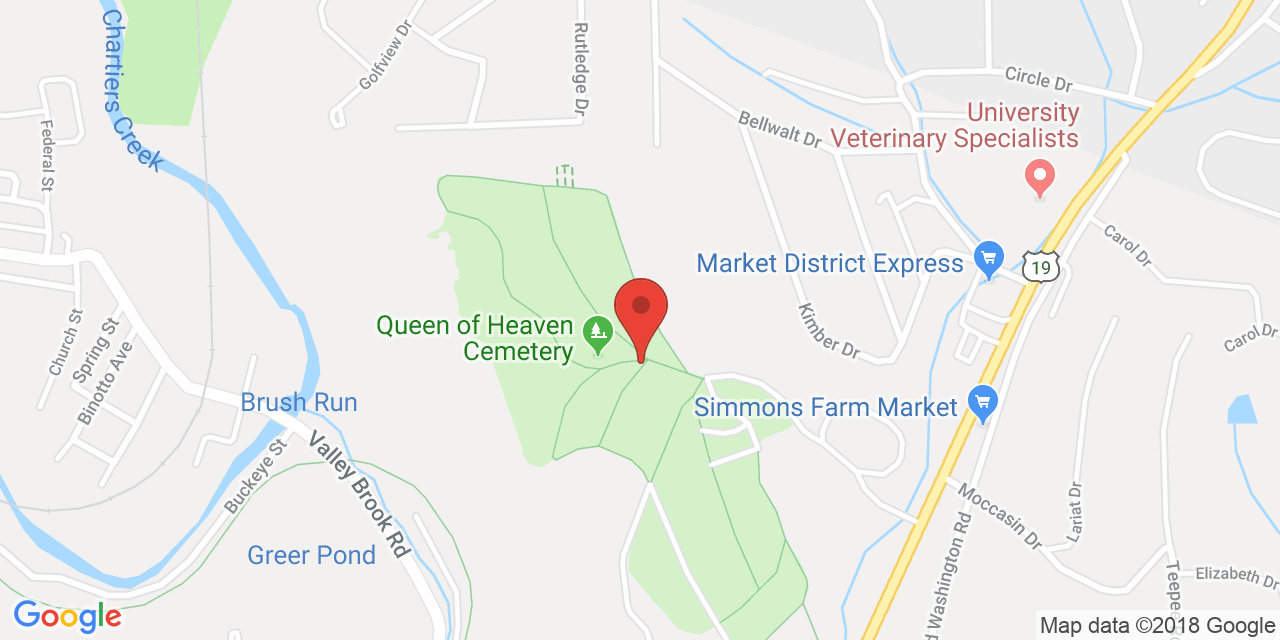 Chartiers Creek
Golfview Dr
Rutledge Dr
Circle Dr
University
Veterinary Specialists
Bellwalt Dr
Federal St
Carol Dr
Market District Express
19
Church St
Spring St
Binotto Ave
Queen of Heaven
Cemetery
Kimber Dr
Carol Dr
Brush Run
Simmons Farm Market
Valley Brook Rd
Buckeye St
Moccasin Dr
Lariat Dr
Greer Pond
Washington Rd
Elizabeth Dr
Google
Map data ©2018 Google